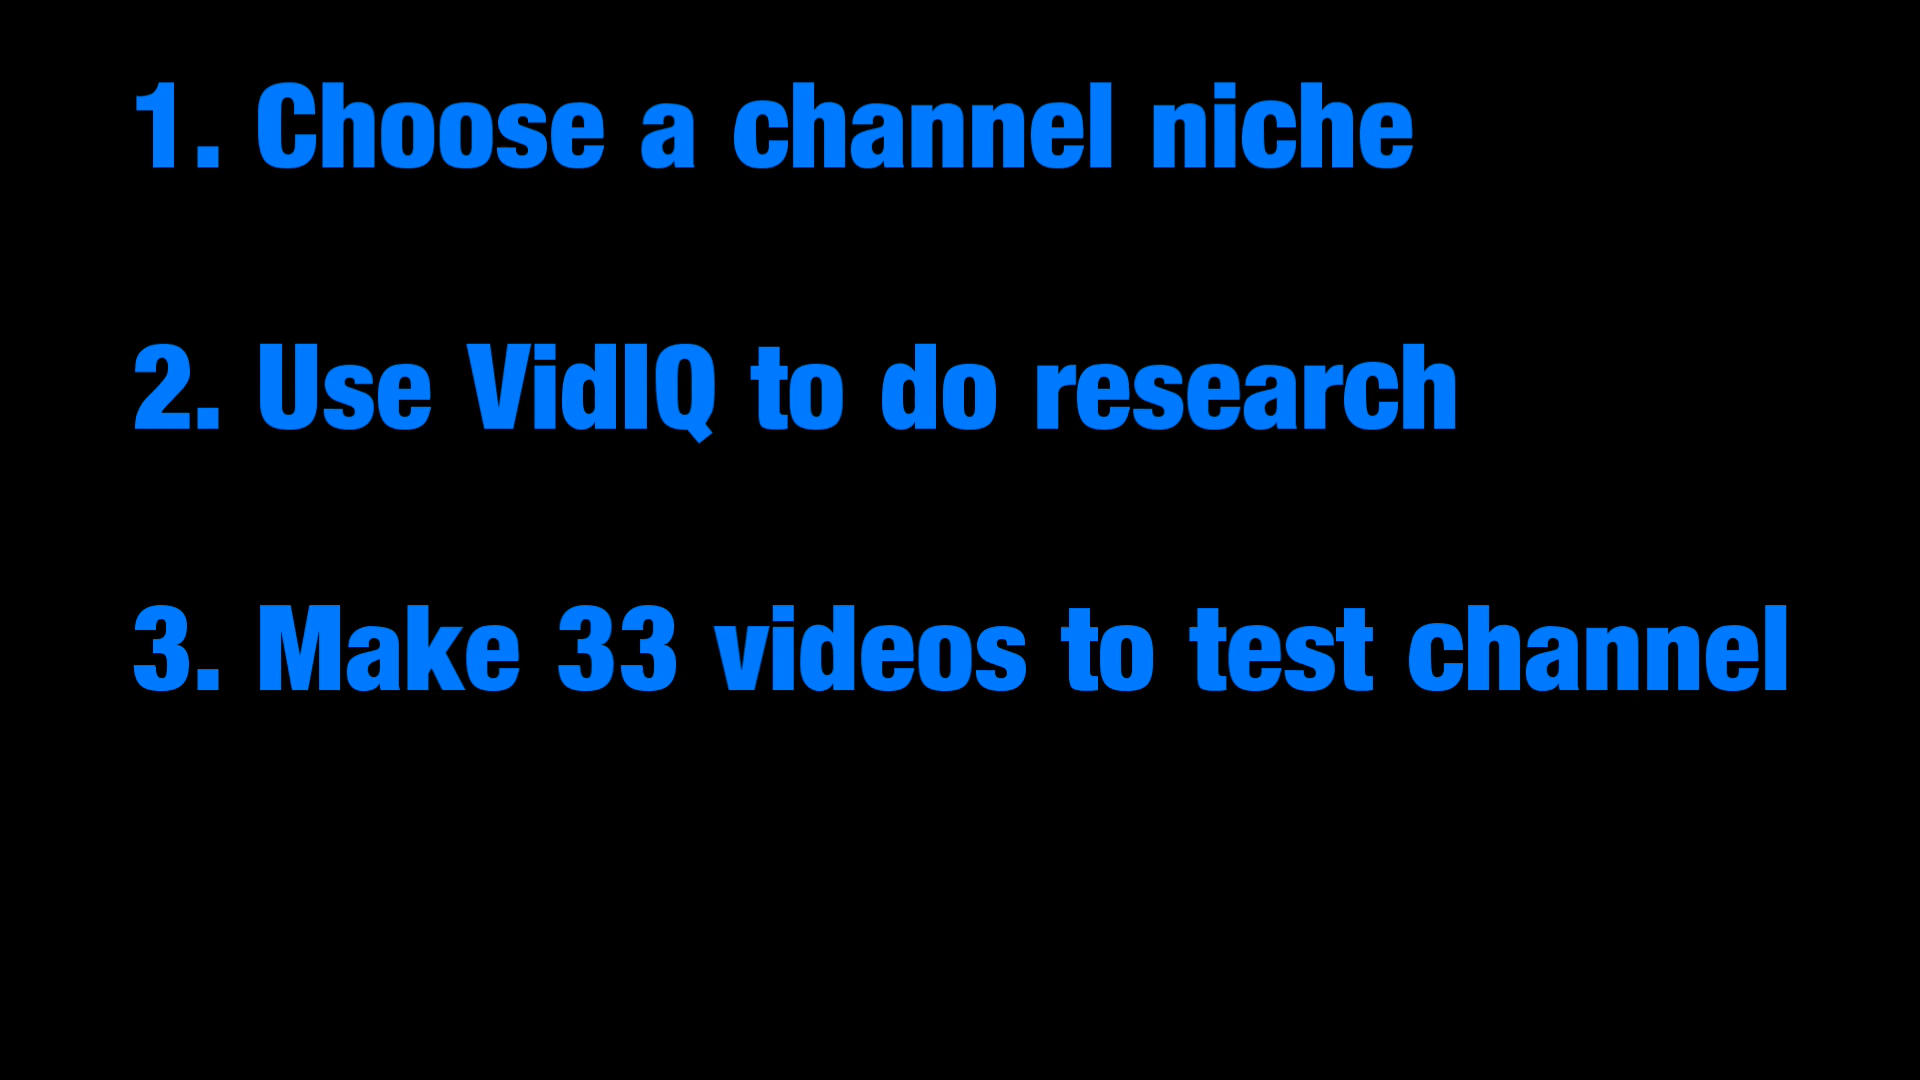 1. Choose a channel niche
2. Use VidIQ to do research
3. Make 33 videos to test channel